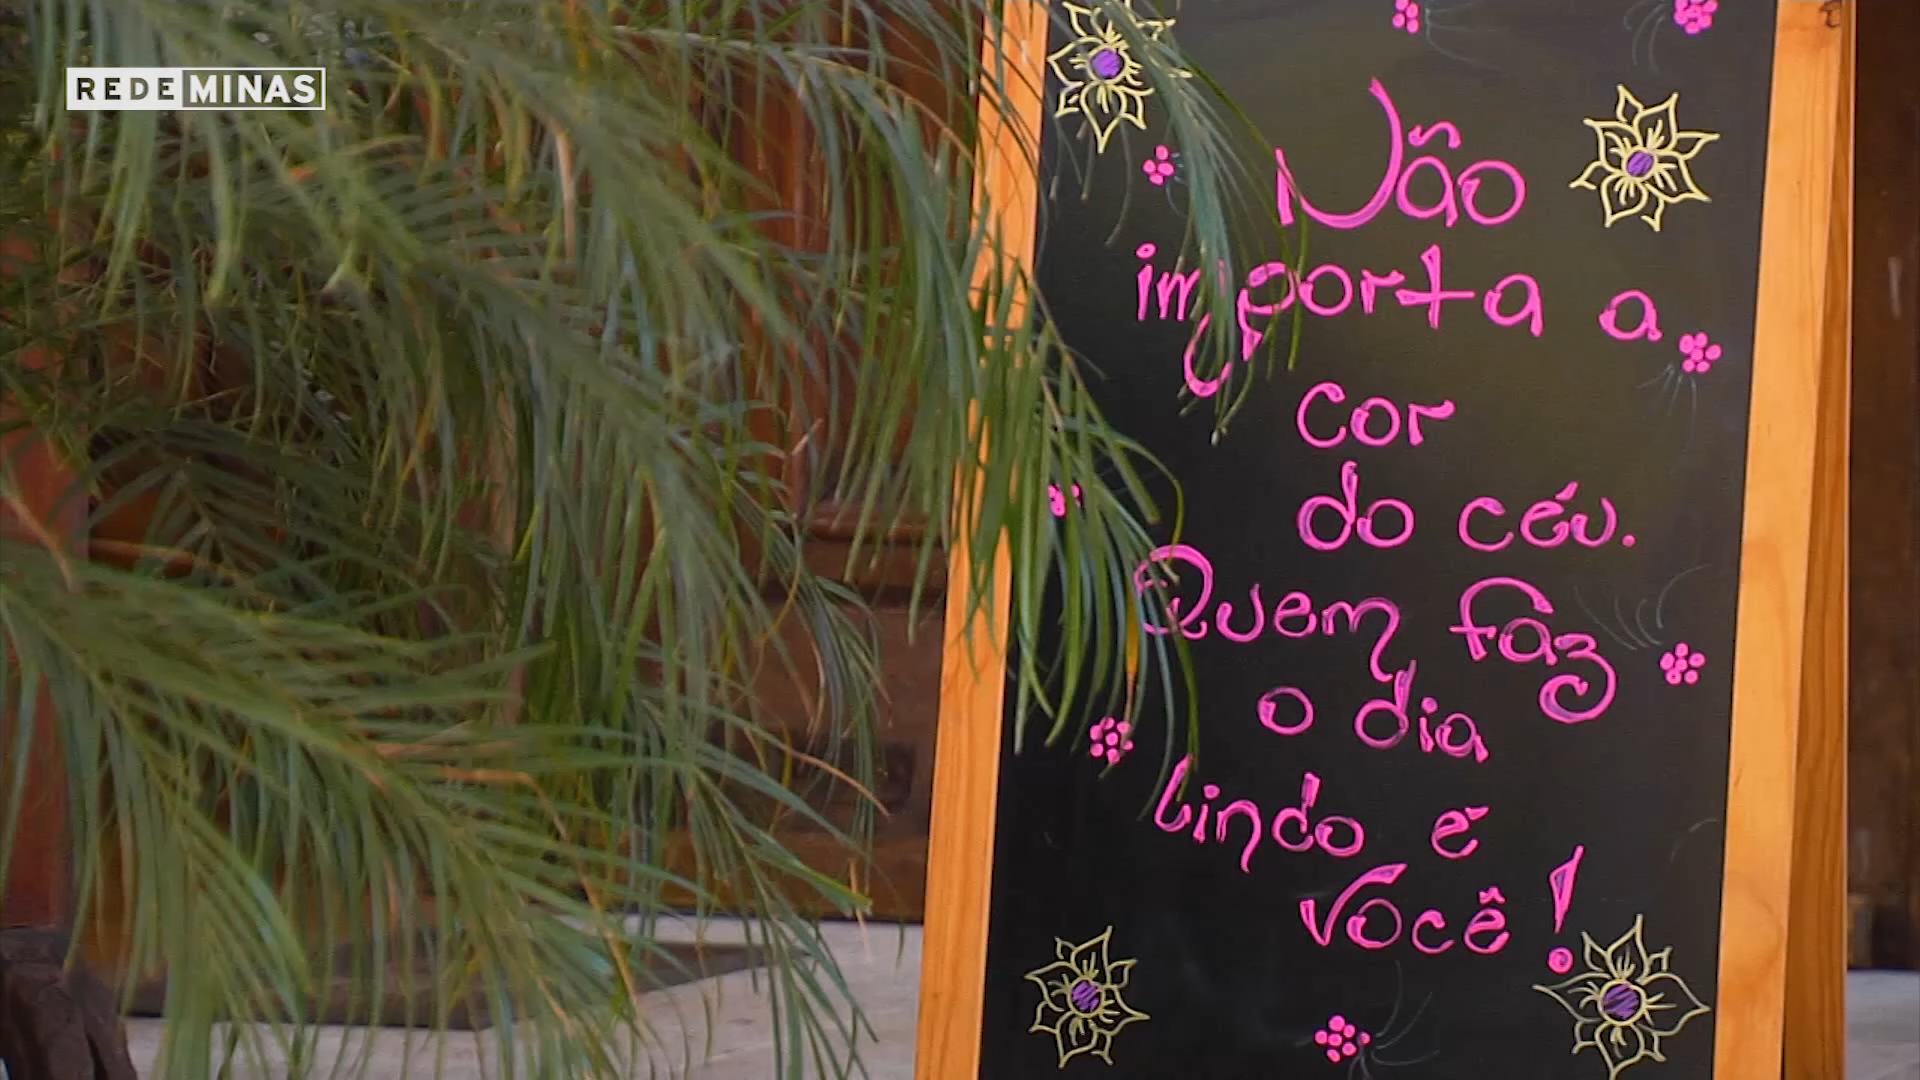 REDE MINAS
Não
importa a
cor
do céu.
Quem faz
o dia
lindo é
Você!